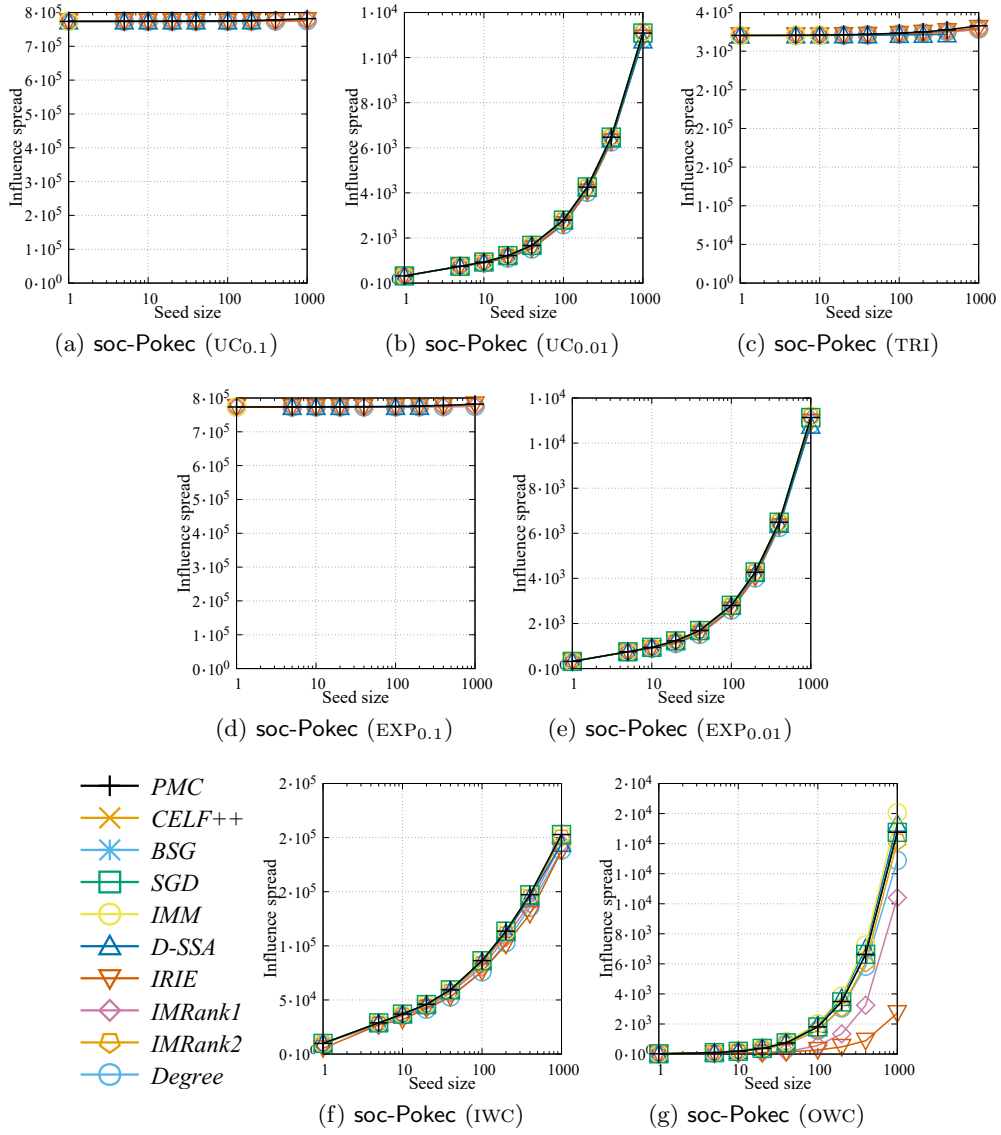 8·10⁵
7·10⁵
6·10⁵
5·10⁵
4·10⁵
3·10⁵
2·10⁵
1·10⁵
0·10⁰
Influence spread
1 10 100 1000
Seed size
(a) soc-Pokec (UC₀.₁)
1·10⁴
1·10⁴
8·10³
6·10³
4·10³
2·10³
0·10⁰
Influence spread
1 10 100 1000
Seed size
(b) soc-Pokec (UC₀.₀₁)
4·10⁵
3·10⁵
3·10⁵
2·10⁵
2·10⁵
1·10⁵
5·10⁴
0·10⁰
Influence spread
1 10 100 1000
Seed size
(c) soc-Pokec (TRI)
8·10⁵
7·10⁵
6·10⁵
5·10⁵
4·10⁵
3·10⁵
2·10⁵
1·10⁵
0·10⁰
Influence spread
1 10 100 1000
Seed size
(d) soc-Pokec (EXP₀.₁)
1·10⁴
1·10⁴
8·10³
6·10³
4·10³
2·10³
0·10⁰
Influence spread
1 10 100 1000
Seed size
(e) soc-Pokec (EXP₀.₀₁)
PMC
CELF++
BSG
SGD
IMM
D-SSA
IRIE
IMRank1
IMRank2
Degree
2·10⁵
2·10⁵
2·10⁵
1·10⁵
5·10⁴
0·10⁰
Influence spread
1 10 100 1000
Seed size
(f) soc-Pokec (IWC)
2·10⁴
2·10⁴
1·10⁴
1·10⁴
1·10⁴
8·10³
6·10³
4·10³
2·10³
0·10⁰
Influence spread
1 10 100 1000
Seed size
(g) soc-Pokec (OWC)